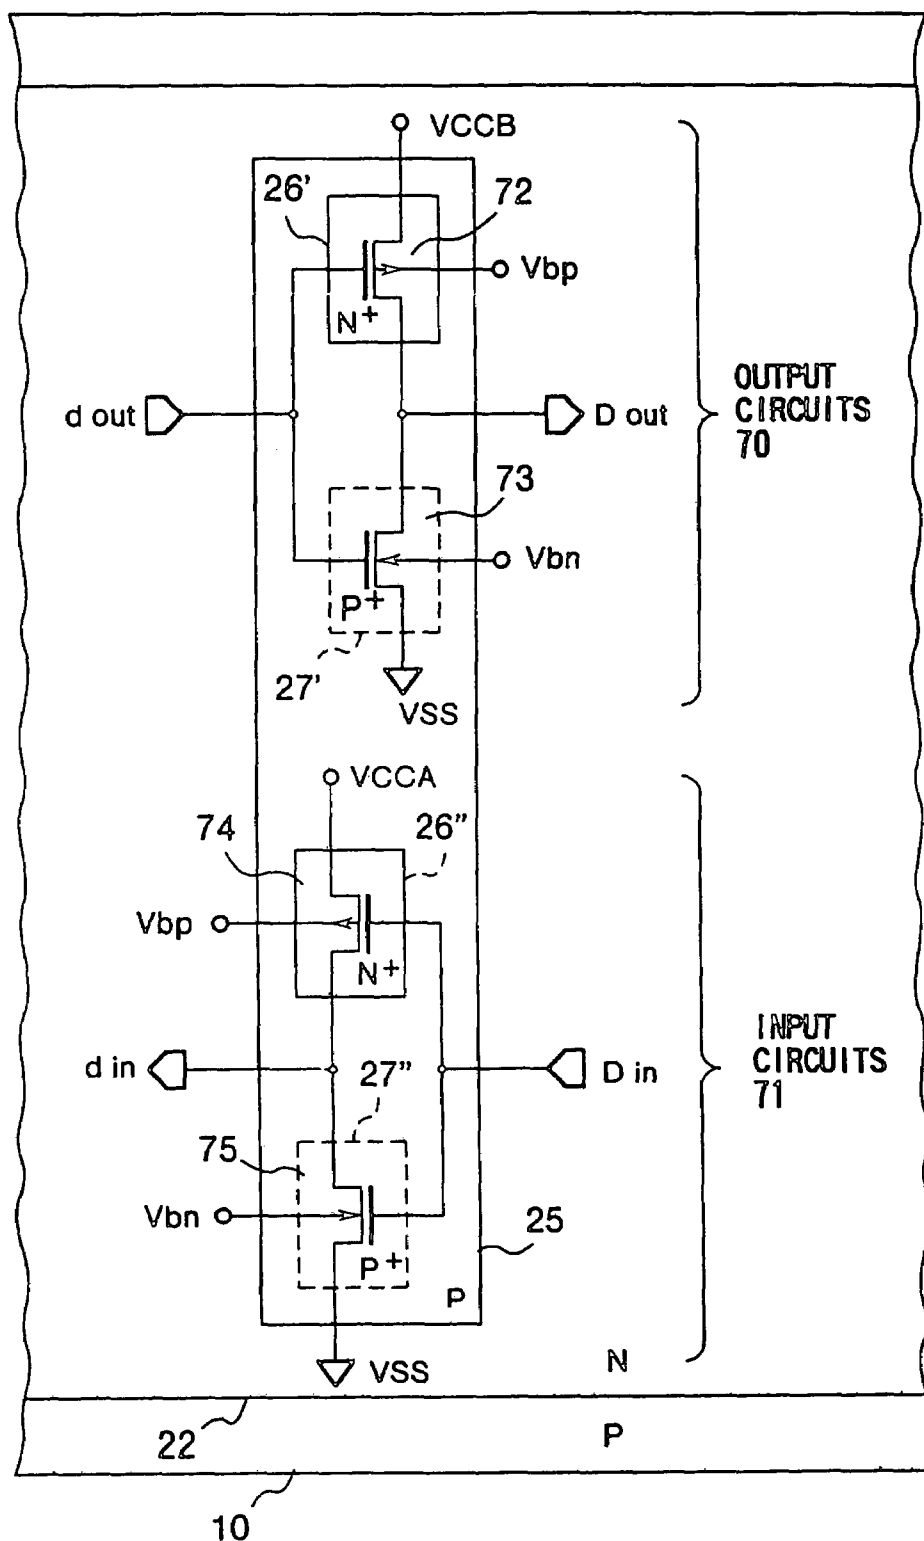 VCCB
26'
72
Vbp
N+
d out
D out
OUTPUT
CIRCUITS
70
73
Vbn
P+
27'
VSS
VCCA
74
26"
Vbp
N+
d in
D in
INPUT
CIRCUITS
71
27"
75
Vbn
25
P+
P
VSS
N
22
P
10